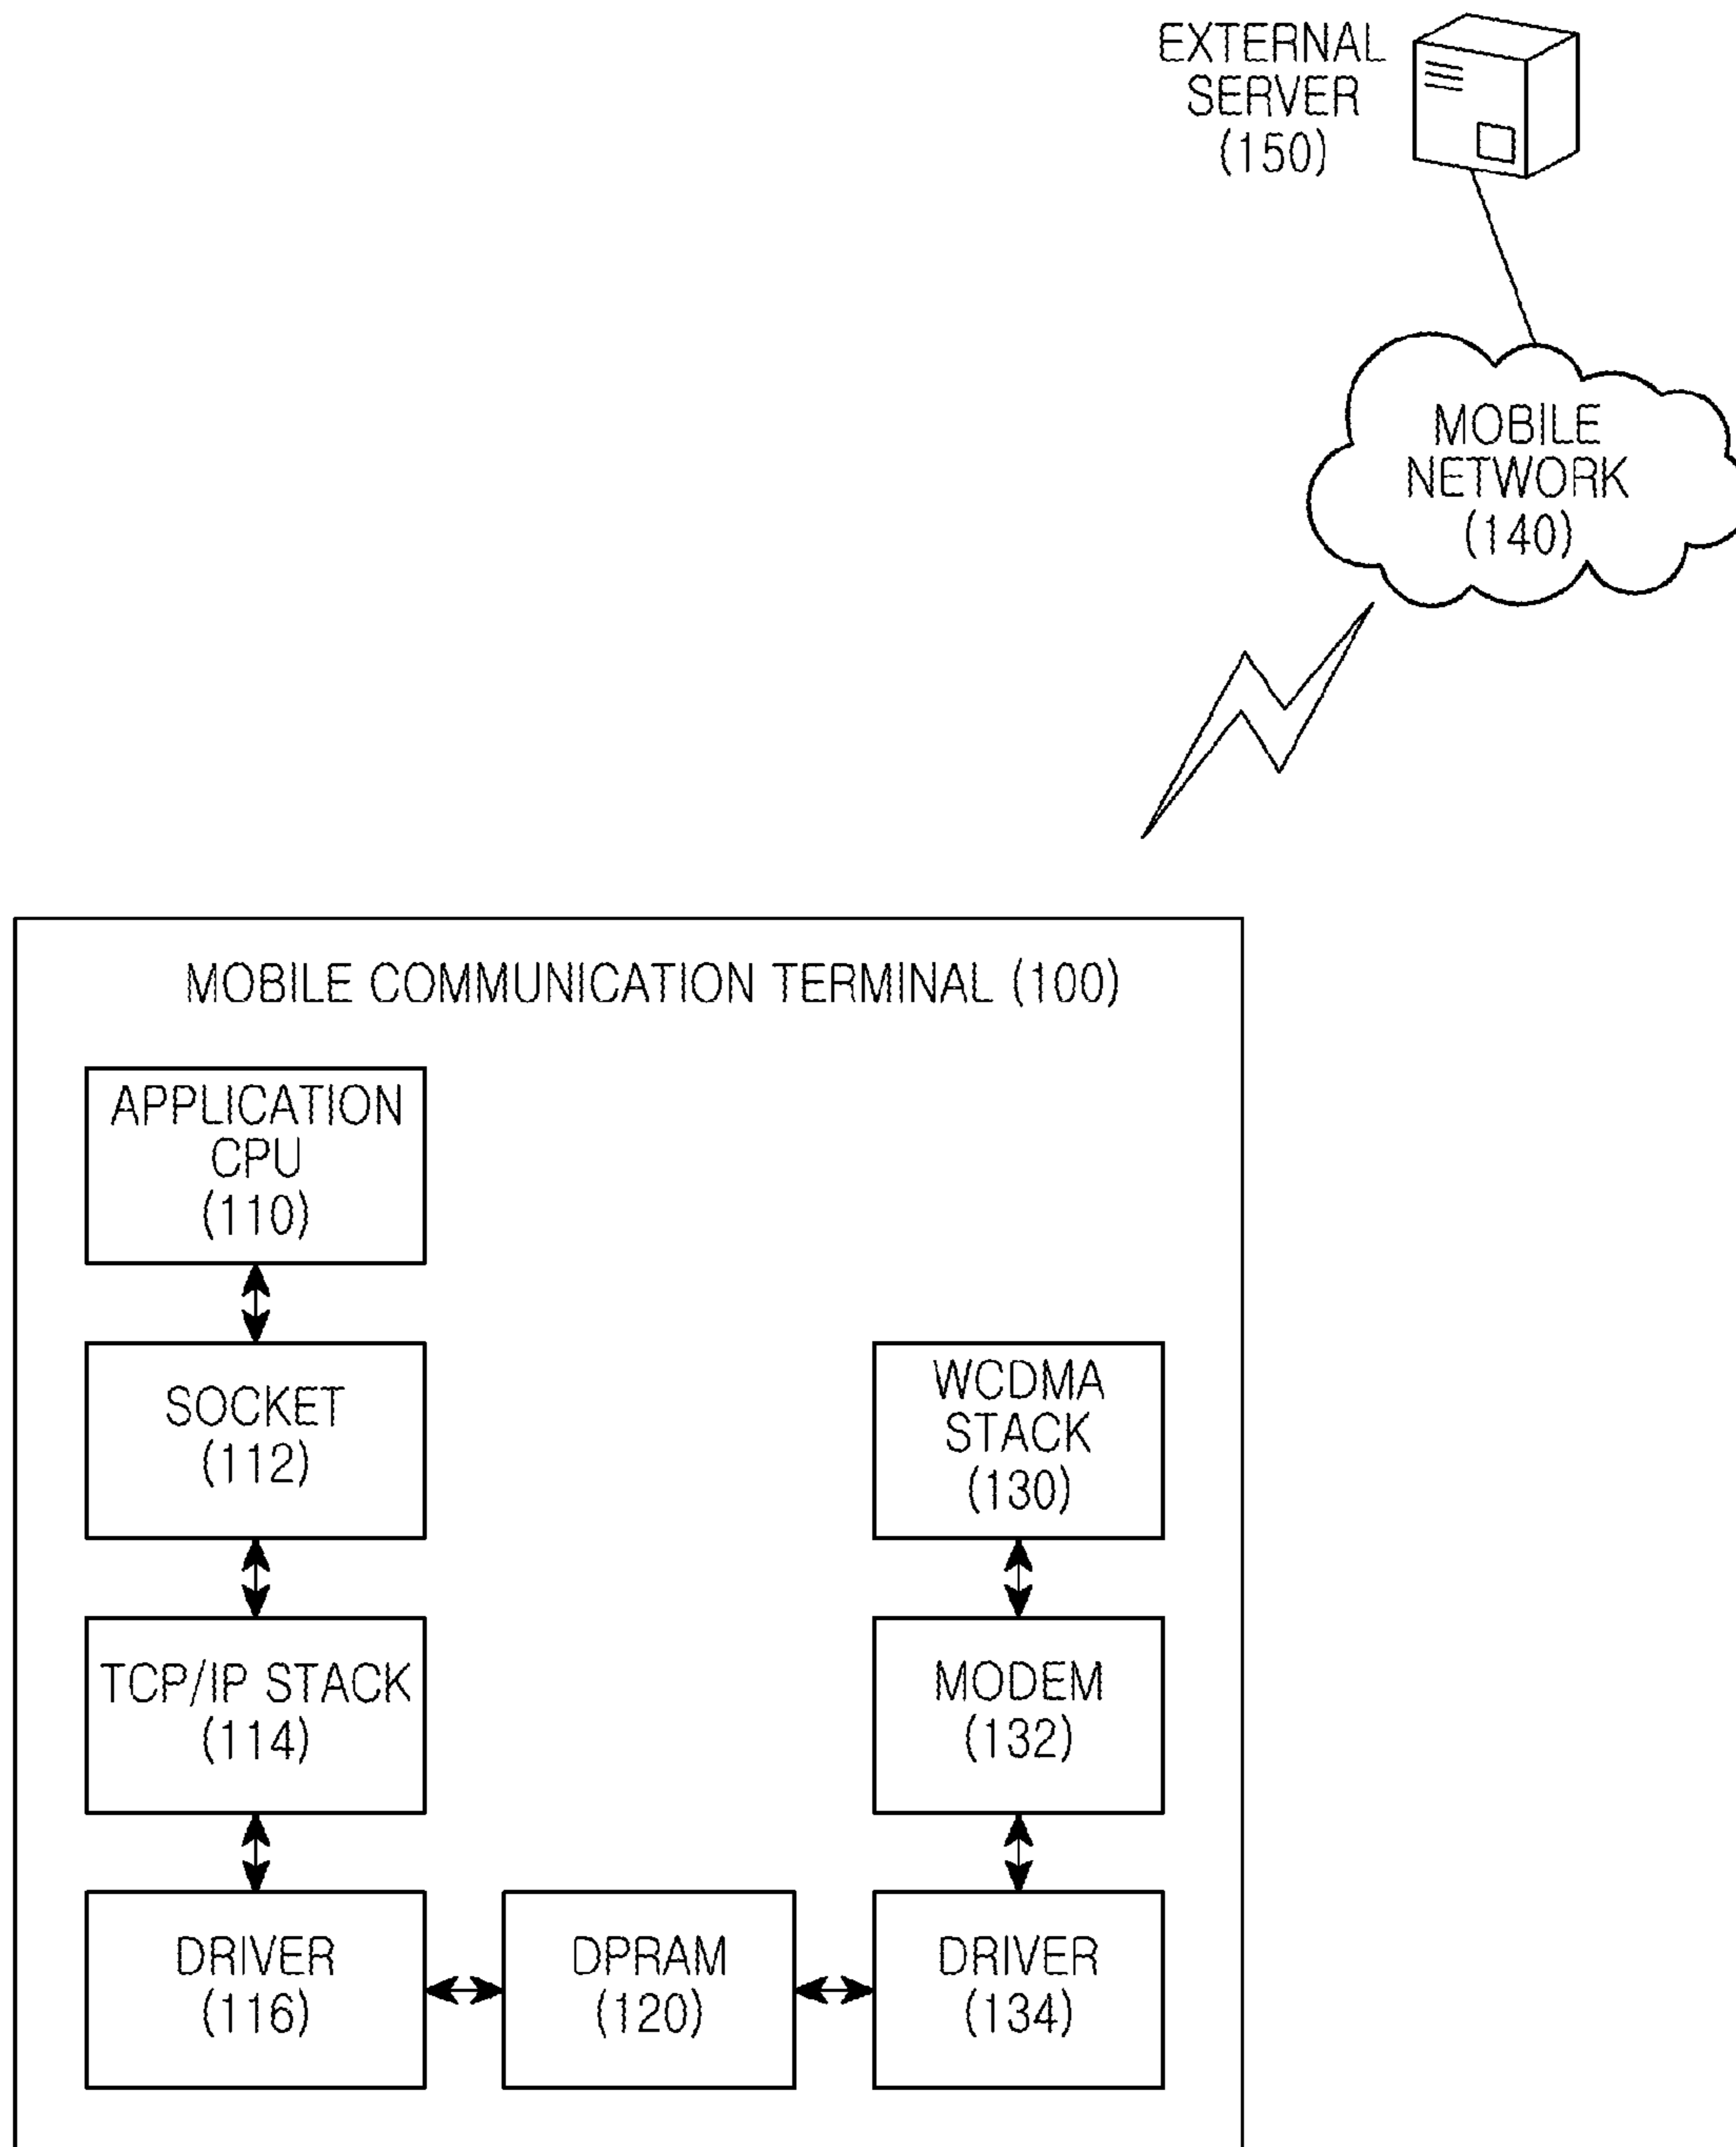 EXTERNAL
SERVER
(150)
MOBILE
NETWORK
(140)
MOBILE COMMUNICATION TERMINAL (100)
APPLICATION
CPU
(110)
SOCKET
(112)
WCDMA
STACK
(130)
TCP/IP STACK
(114)
MODEM
(132)
DRIVER
(116)
DPRAM
(120)
DRIVER
(134)